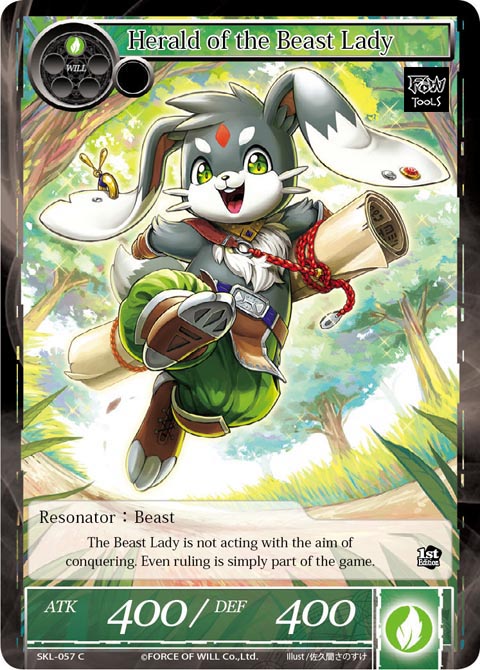 Herald of the Beast Lady
WILL
FOW
TOOLS
Resonator : Beast
The Beast Lady is not acting with the aim of
conquering. Even ruling is simply part of the game.
1st
Edition
ATK 400 / DEF 400
SKL-057 C ©FORCE OF WILL Co.,Ltd. Illust/佐久間さのすけ